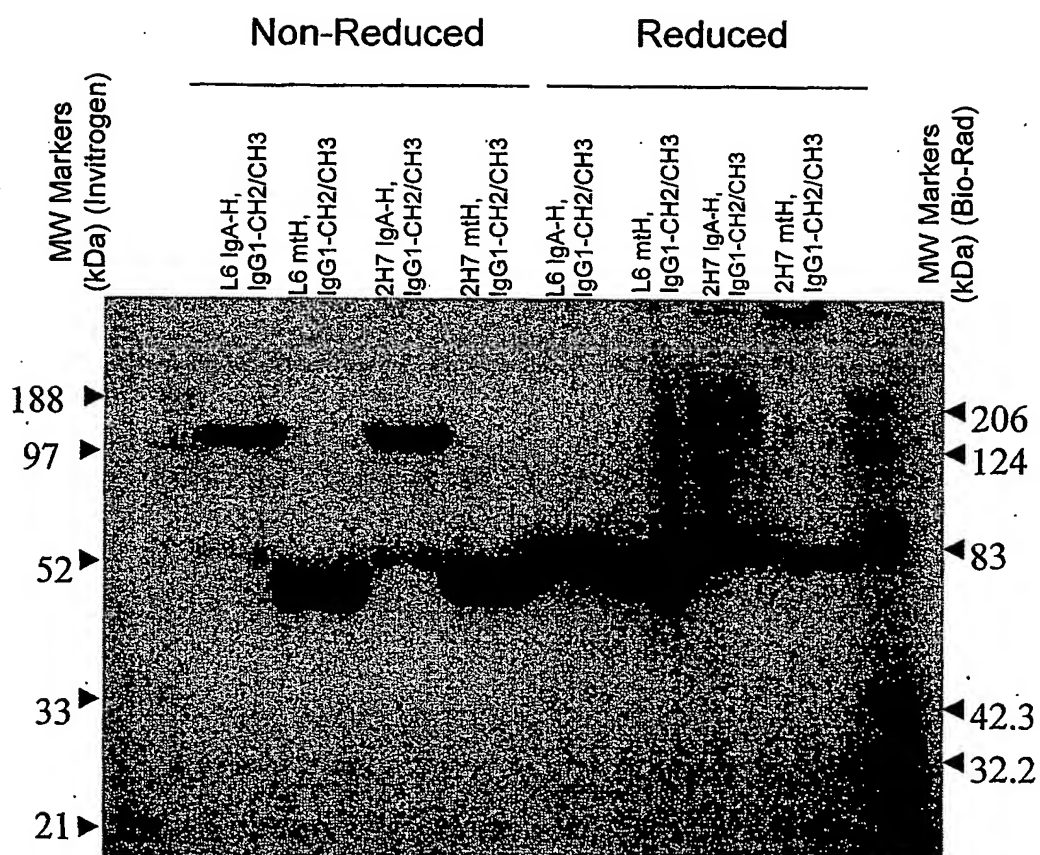 Non-Reduced
Reduced
MW Markers
(kDa) (Invitrogen)
L6 IgA-H,
IgG1-CH2/CH3
L6 mtH,
IgG1-CH2/CH3
2H7 IgA-H,
IgG1-CH2/CH3
2H7 mtH,
IgG1-CH2/CH3
L6 IgA-H,
IgG1-CH2/CH3
L6 mtH,
IgG1-CH2/CH3
2H7 IgA-H,
IgG1-CH2/CH3
2H7 mtH,
IgG1-CH2/CH3
MW Markers
(kDa) (Bio-Rad)
188
97
52
33
21
206
124
83
42.3
32.2